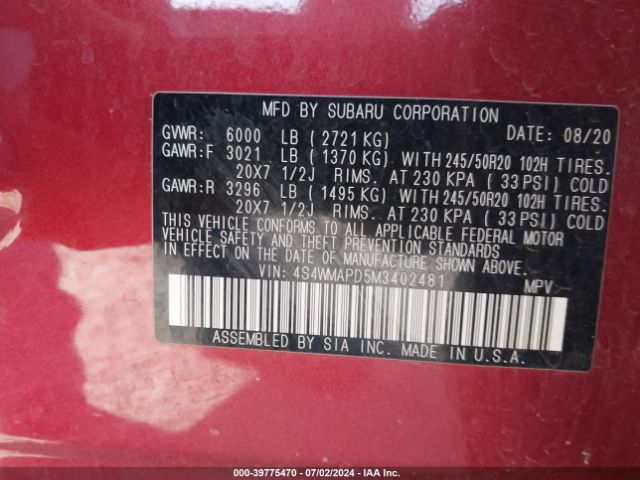 MFD BY SUBARU CORPORATION
GVWR: 6000 LB ( 2721 KG) DATE: 08/20
GAWR:F 3021 LB ( 1370 KG) WITH 245/50R20 102H TIRES.
20X7 1/2J RIMS. AT 230 KPA ( 33 PSI) COLD
GAWR:R 3296 LB ( 1495 KG) WITH 245/50R20 102H TIRES.
20X7 1/2J RIMS. AT 230 KPA ( 33 PSI) COLD
THIS VEHICLE CONFORMS TO ALL APPLICABLE FEDERAL MOTOR
VEHICLE SAFETY AND THEFT PREVENTION STANDARDS
IN EFFECT ON THE DATE OF MANUFACTURE SHOWN ABOVE.
VIN: 4S4WMAPD5M3402481 MPV
ASSEMBLED BY SIA INC. MADE IN U.S.A.
000-39775470 - 07/02/2024 - IAAI.COM